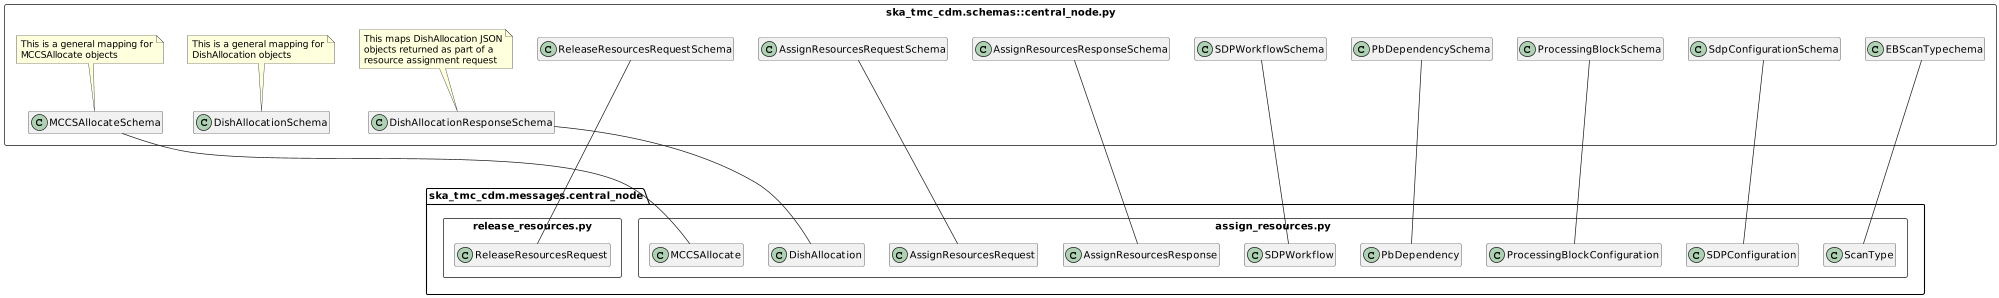 ska_tmc_cdm.schemas::central_node.py
This is a general mapping for
MCCSAllocate objects
This is a general mapping for
DishAllocation objects
This maps DishAllocation JSON
objects returned as part of a
resource assignment request
C ReleaseResourcesRequestSchema
C AssignResourcesRequestSchema
C AssignResourcesResponseSchema
C SDPWorkflowSchema
C PbDependencySchema
C ProcessingBlockSchema
C SdpConfigurationSchema
C EBScanTypechema
C MCCSAllocateSchema
C DishAllocationSchema
C DishAllocationResponseSchema
ska_tmc_cdm.messages.central_node
release_resources.py
assign_resources.py
C ReleaseResourcesRequest
C MCCSAllocate
C DishAllocation
C AssignResourcesRequest
C AssignResourcesResponse
C SDPWorkflow
C PbDependency
C ProcessingBlockConfiguration
C SDPConfiguration
C ScanType